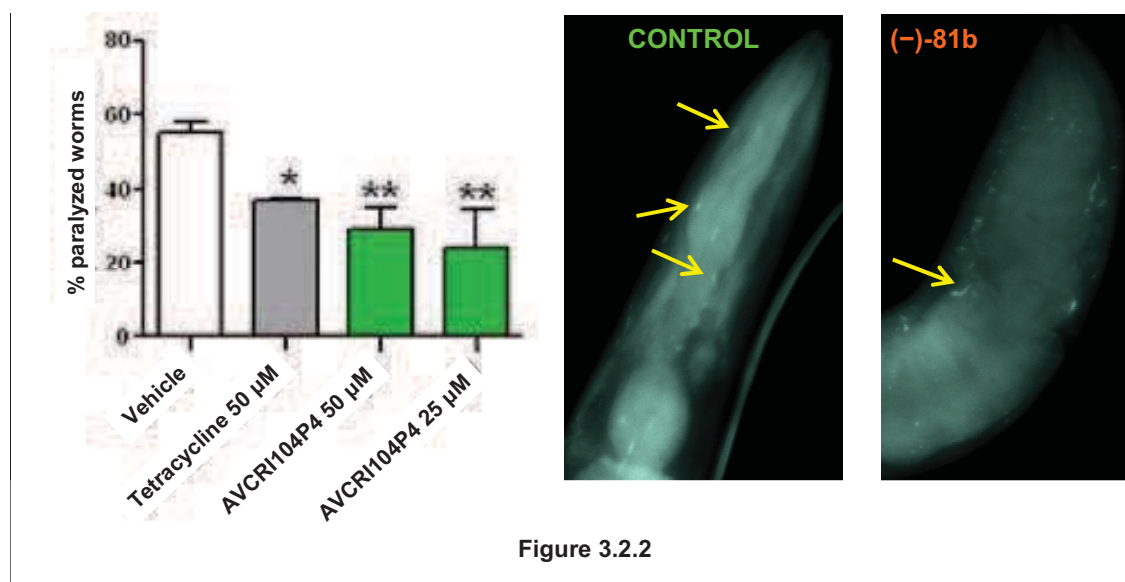 80
60
40
20
0
% paralyzed worms
*
**
**
Vehicle
Tetracycline 50 µM
AVCRI104P4 50 µM
AVCRI104P4 25 µM
CONTROL
(−)-81b
Figure 3.2.2